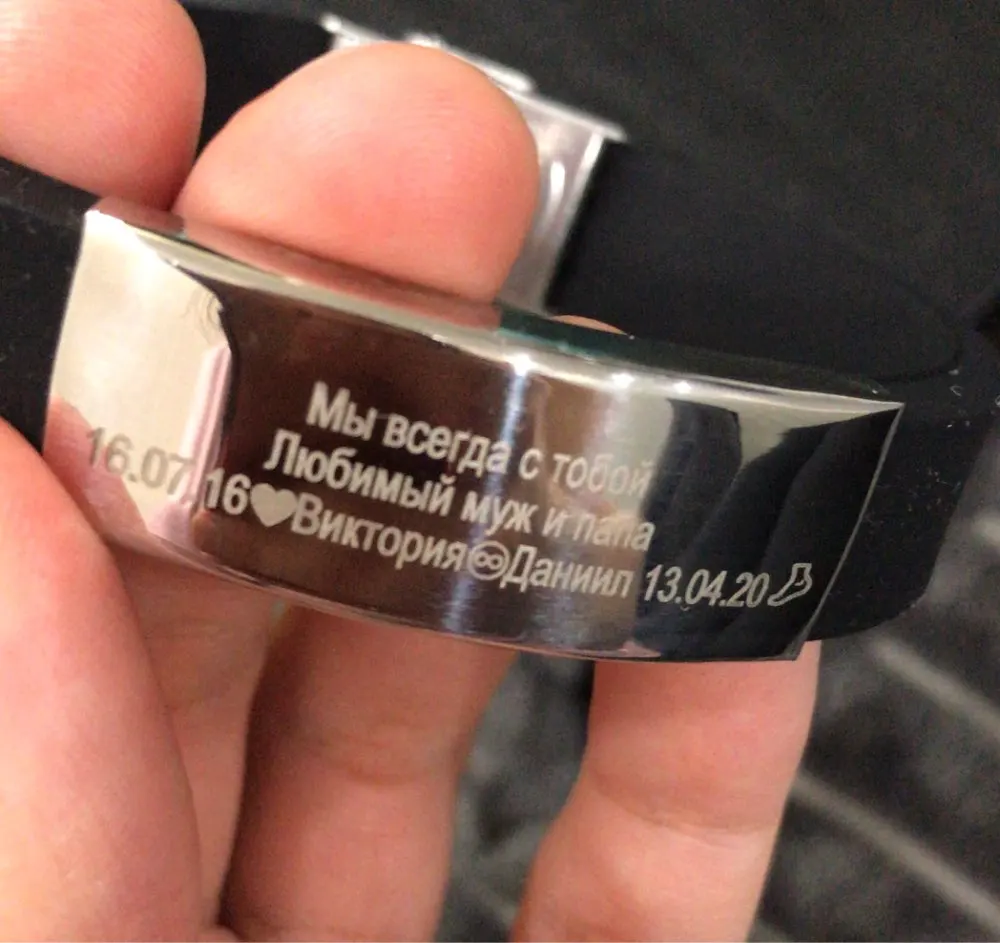 Мы всегда с тобой
Любимый муж и папа
16.07.16♥Виктория♾Даниил 13.04.20